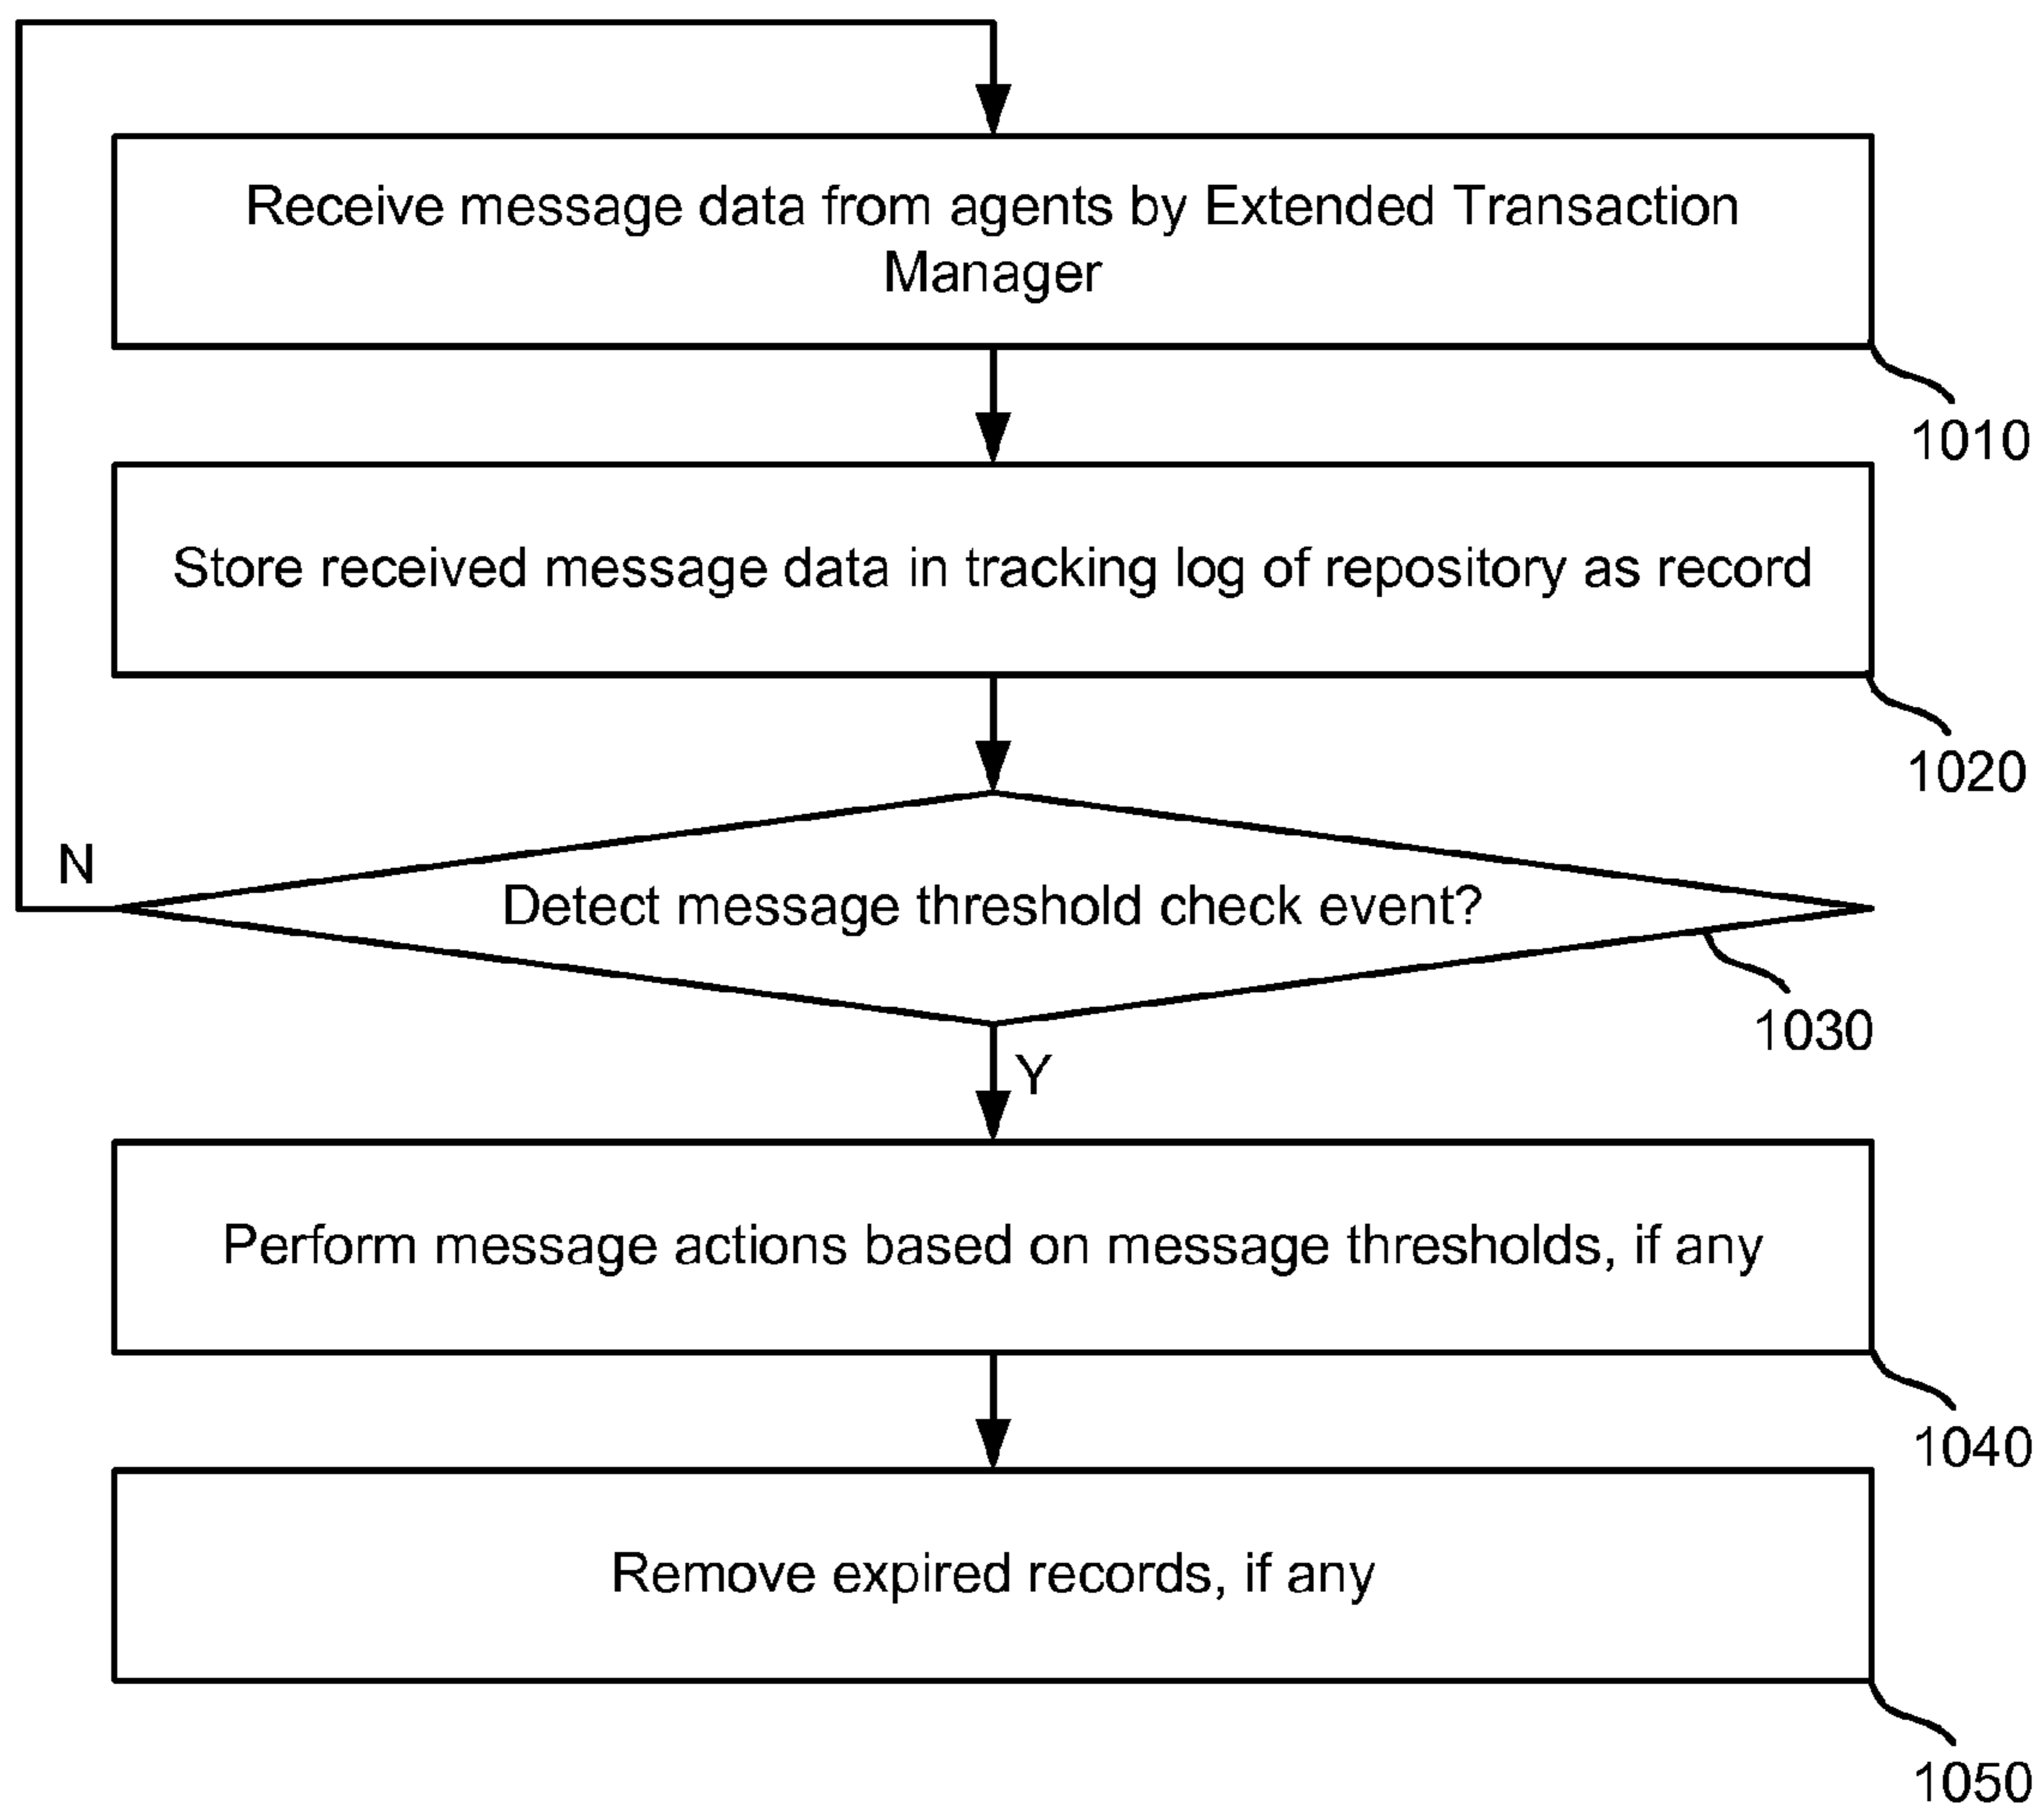 Receive message data from agents by Extended Transaction
Manager
1010
Store received message data in tracking log of repository as record
1020
N
Detect message threshold check event?
1030
Y
Perform message actions based on message thresholds, if any
1040
Remove expired records, if any
1050